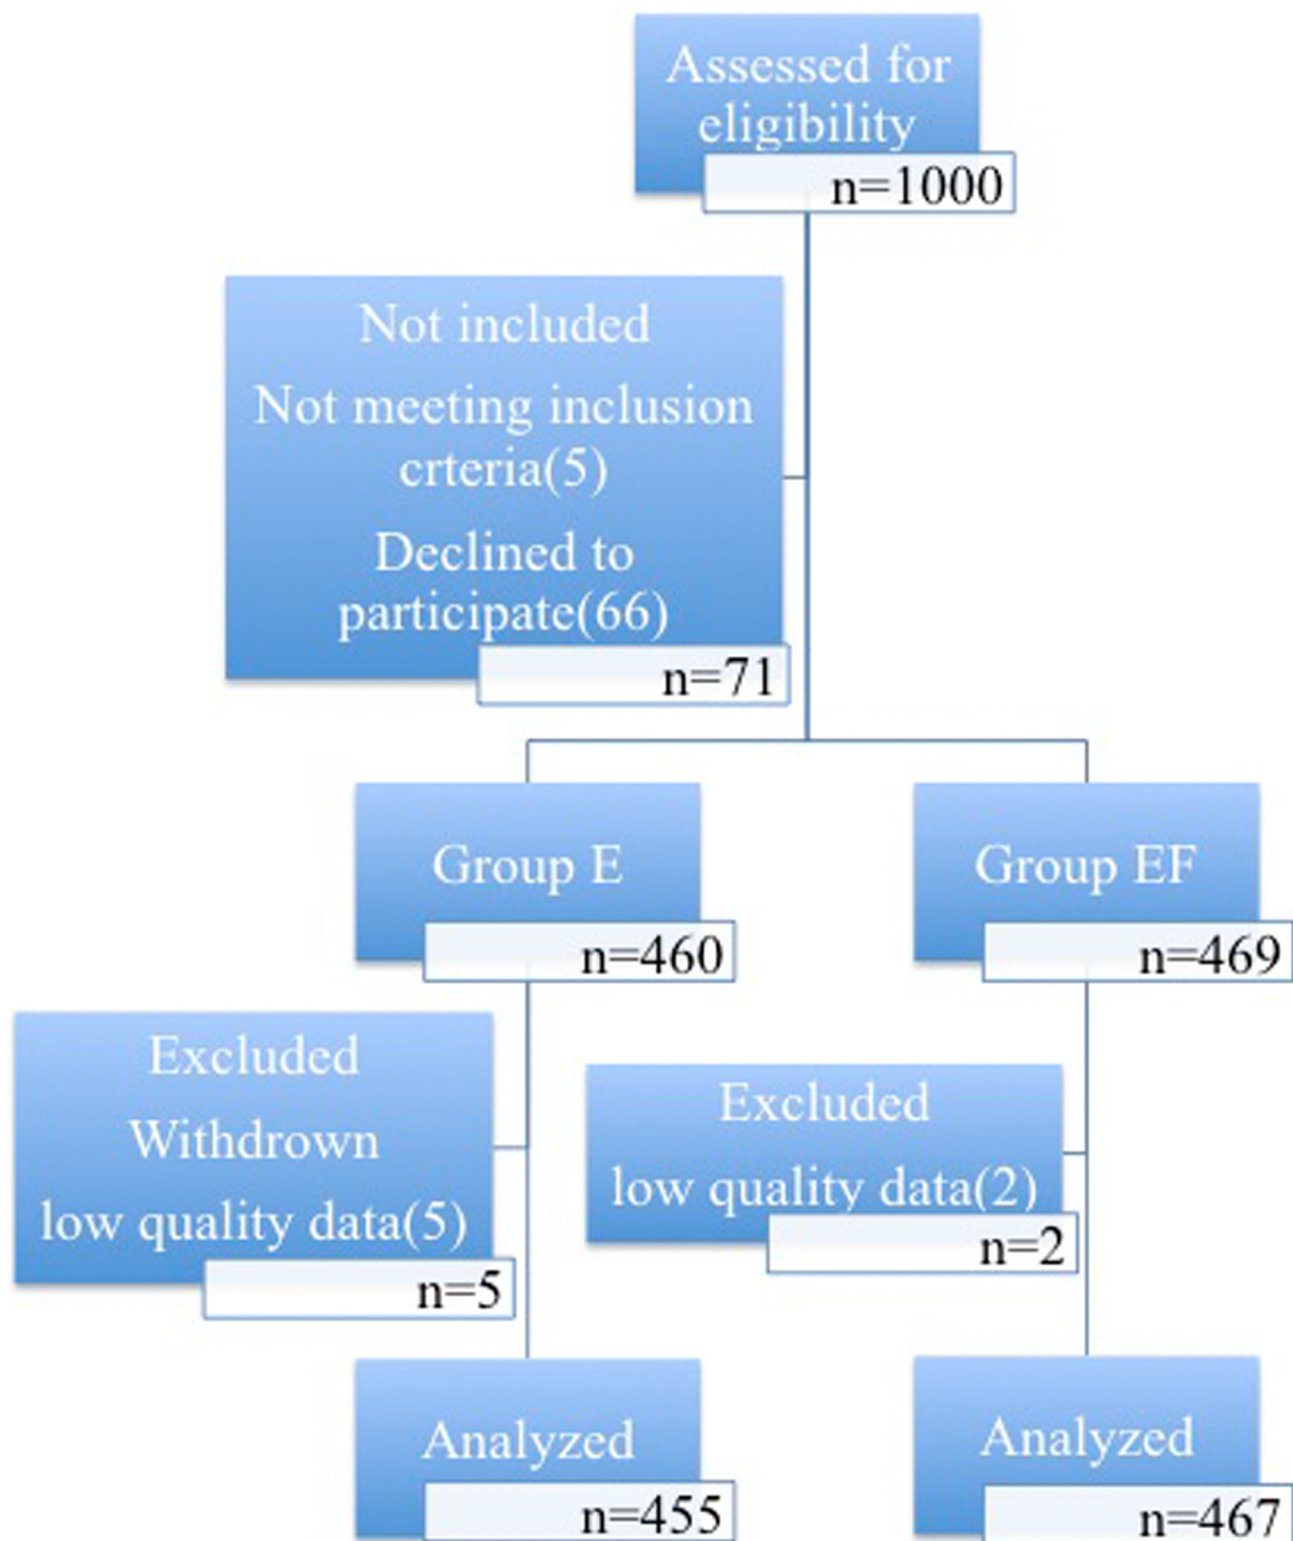 Assessed for
eligibility
n=1000
Not included
Not meeting inclusion
crteria(5)
Declined to
participate(66)
n=71
Group E
n=460
Group EF
n=469
Excluded
Withdrown
low quality data(5)
n=5
Excluded
low quality data(2)
n=2
Analyzed
n=455
Analyzed
n=467